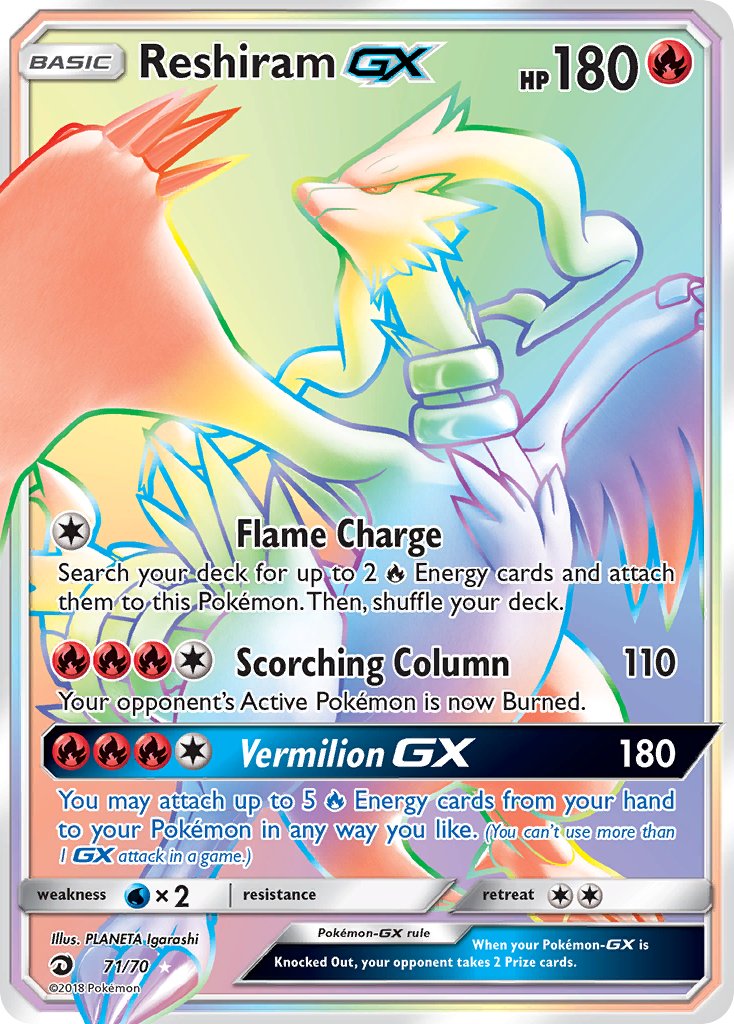 BASIC Reshiram GX HP 180
Flame Charge
Search your deck for up to 2 Energy cards and attach
them to this Pokémon. Then, shuffle your deck.
Scorching Column 110
Your opponent's Active Pokémon is now Burned.
Vermilion GX 180
You may attach up to 5 Energy cards from your hand
to your Pokémon in any way you like. (You can't use more than
1 GX attack in a game.)
weakness × 2 resistance retreat
Illus. PLANETA Igarashi
71/70
©2018 Pokémon
Pokémon-GX rule
When your Pokémon-GX is
Knocked Out, your opponent takes 2 Prize cards.